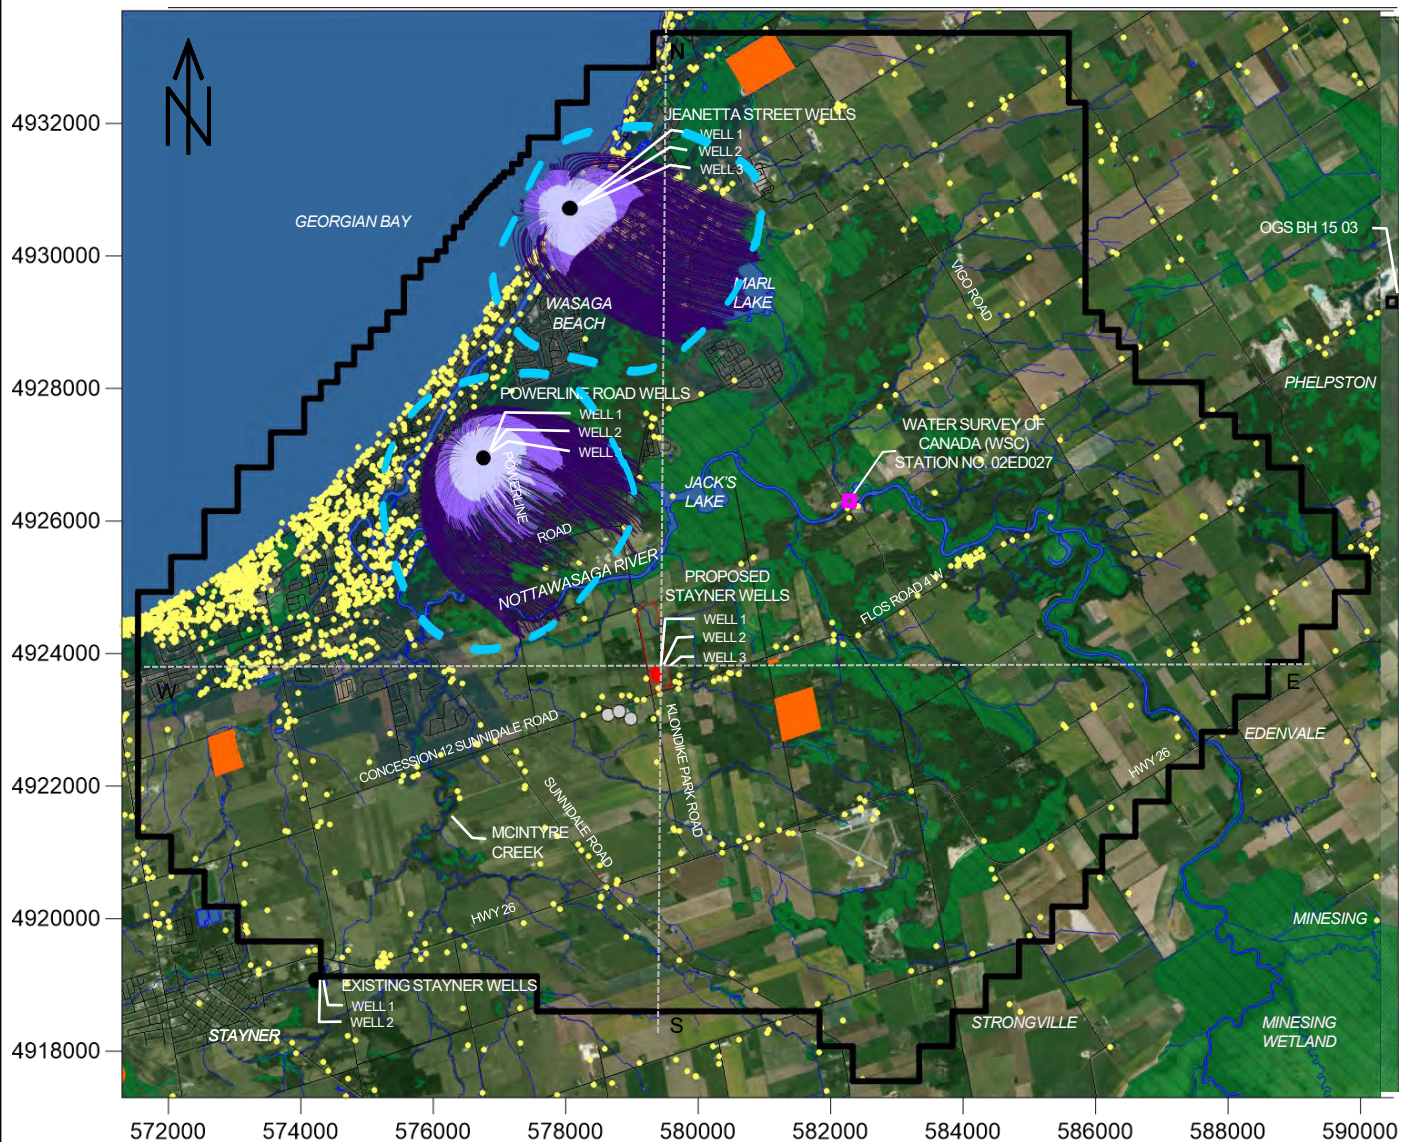 N
N
4932000
4930000
4928000
4926000
4924000
4922000
4920000
4918000
JEANETTA STREET WELLS
WELL 1
WELL 2
WELL 3
GEORGIAN BAY
OGS BH 15 03
VIGO ROAD
MARL
LAKE
WASAGA
BEACH
PHELPSTON
POWERLINE ROAD WELLS
WELL 1
WELL 2
WELL
POWERLINE
ROAD
WATER SURVEY OF
CANADA (WSC)
STATION NO. 02ED027
JACK'S
LAKE
NOTTAWASAGA RIVER
PROPOSED
STAYNER WELLS
WELL 1
WELL 2
WELL 3
FLOS ROAD 4 W
W
E
EDENVALE
CONCESSION 12 SUNNIDALE ROAD
KLONDIKE PARK ROAD
HWY 26
SUNNIDALE ROAD
MCINTYRE
CREEK
HWY 26
MINESING
EXISTING STAYNER WELLS
WELL 1
WELL 2
STAYNER
S
STRONGVILLE
MINESING
WETLAND
572000
574000
576000
578000
580000
582000
584000
586000
588000
590000